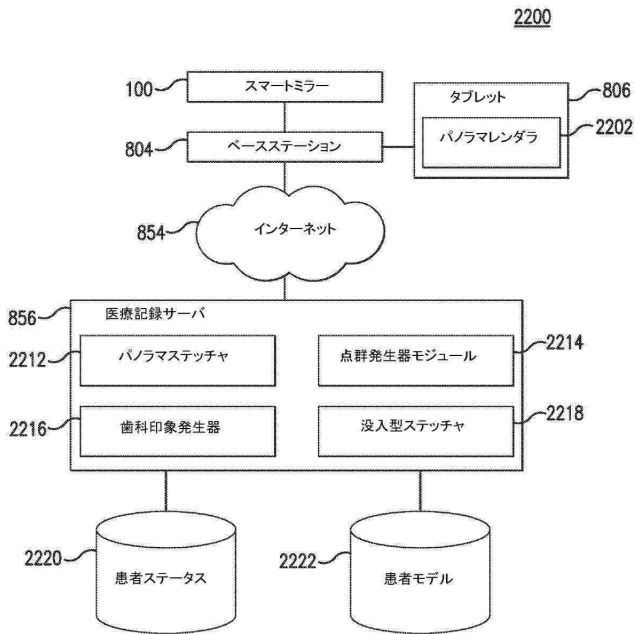 2200
100
スマートミラー
804
ベースステーション
タブレット
806
パノラマレンダラ
2202
854
インターネット
856
医療記録サーバ
2212
パノラマステッチャ
点群発生器モジュール
2214
2216
歯科印象発生器
没入型ステッチャ
2218
2220
患者ステータス
2222
患者モデル